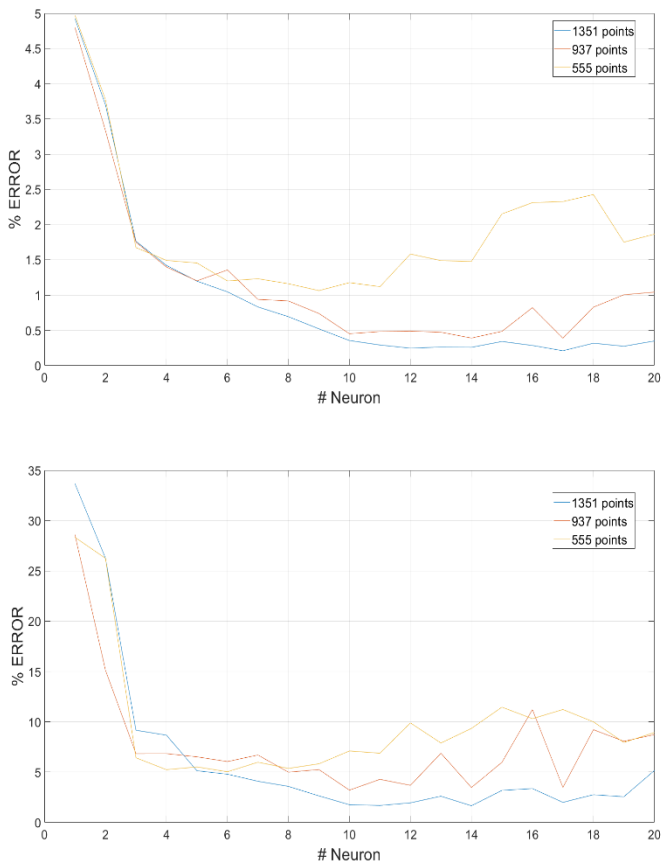 5
4.5
4
3.5
3
2.5
2
1.5
1
0.5
0
% ERROR
1351 points
937 points
555 points
0 2 4 6 8 10 12 14 16 18 20
# Neuron
35
30
25
20
15
10
5
0
% ERROR
1351 points
937 points
555 points
0 2 4 6 8 10 12 14 16 18 20
# Neuron